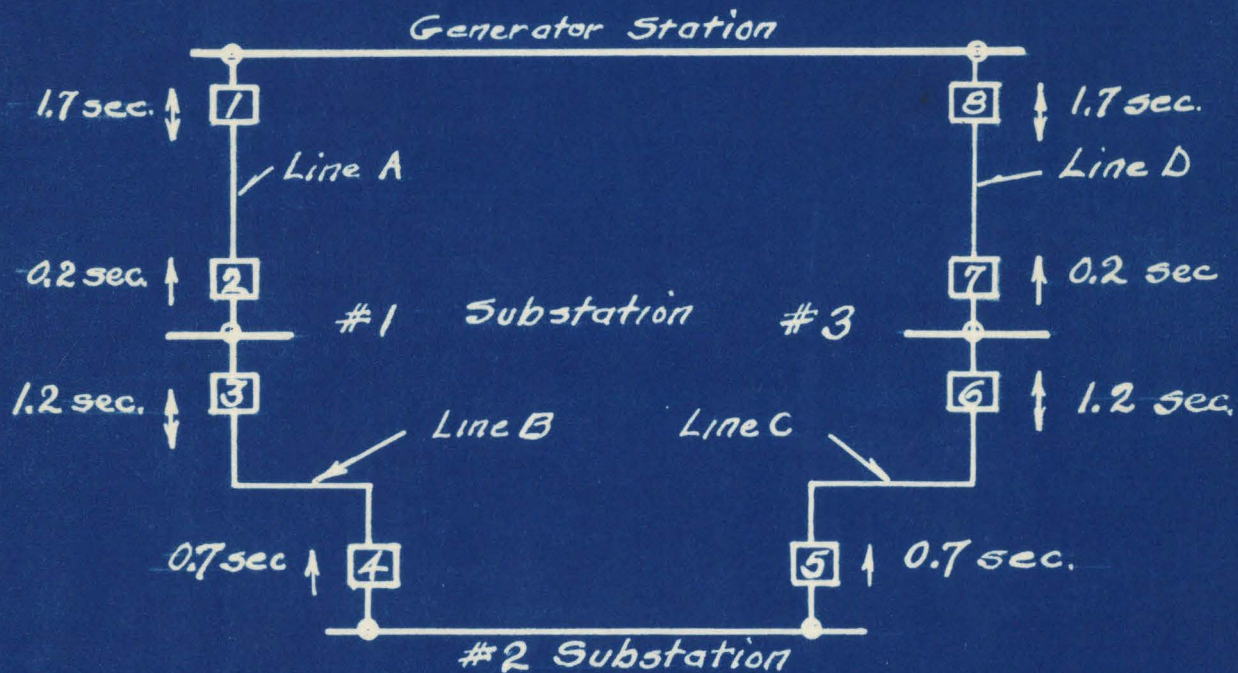 Generator Station
1.7 sec. 1 8 1.7 sec.
Line A Line D
0.2 sec. 2 7 0.2 sec
#1 Substation #3
1.2 sec. 3 6 1.2 sec.
Line B Line C
0.7 sec 4 5 0.7 sec.
#2 Substation